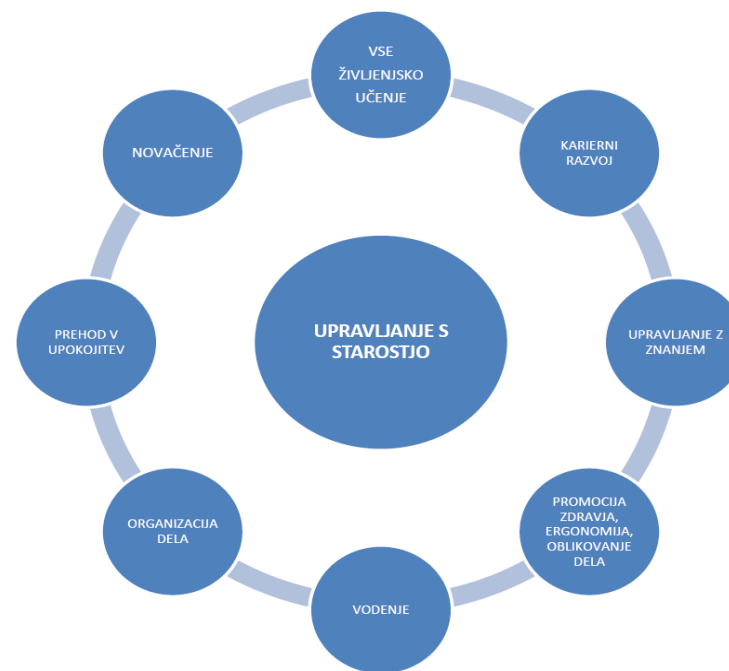 VSE
ŽIVLJENJSKO
UČENJE
KARIERNI
RAZVOJ
UPRAVLJANJE Z
ZNANJEM
PROMOCIJA
ZDRAVJA,
ERGONOMIJA,
OBLIKOVANJE
DELA
VODENJE
ORGANIZACIJA
DELA
PREHOD V
UPOKOJITEV
NOVAČENJE
UPRAVLJANJE S
STAROSTJO